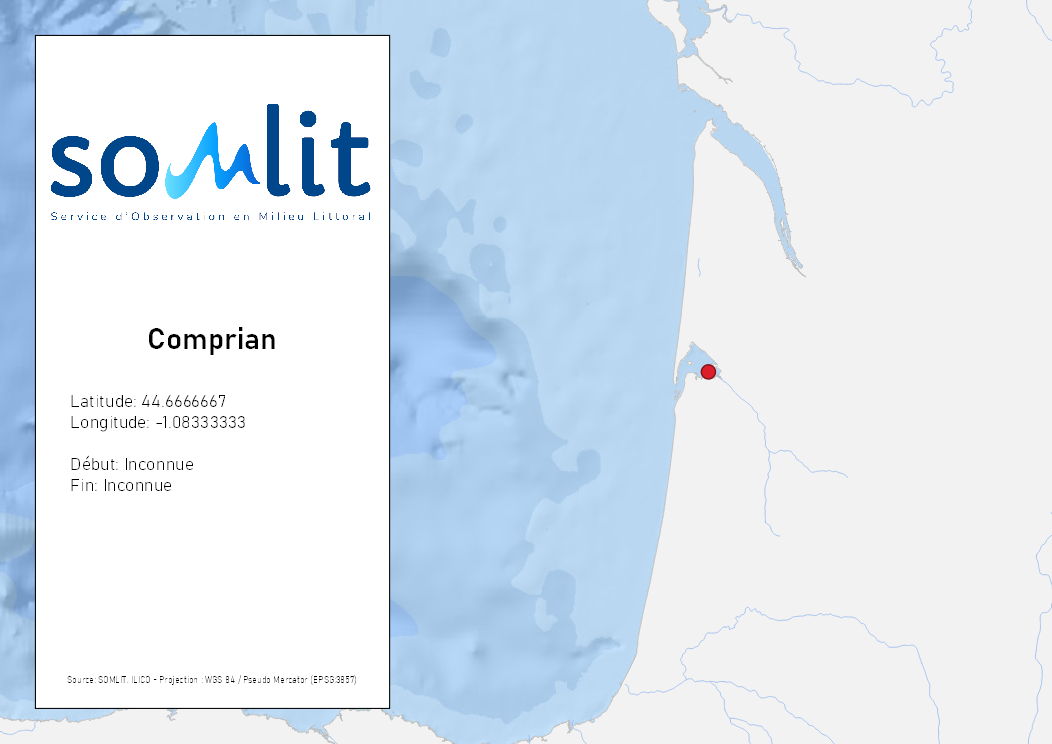 somlit
Service d'Observation en Milieu Littoral
Comprian
Latitude: 44.6666667
Longitude: -1.08333333
Début: Inconnue
Fin: Inconnue
Source: SOMLIT, ILICO - Projection : WGS 84 / Pseudo Mercator (EPSG:3857)